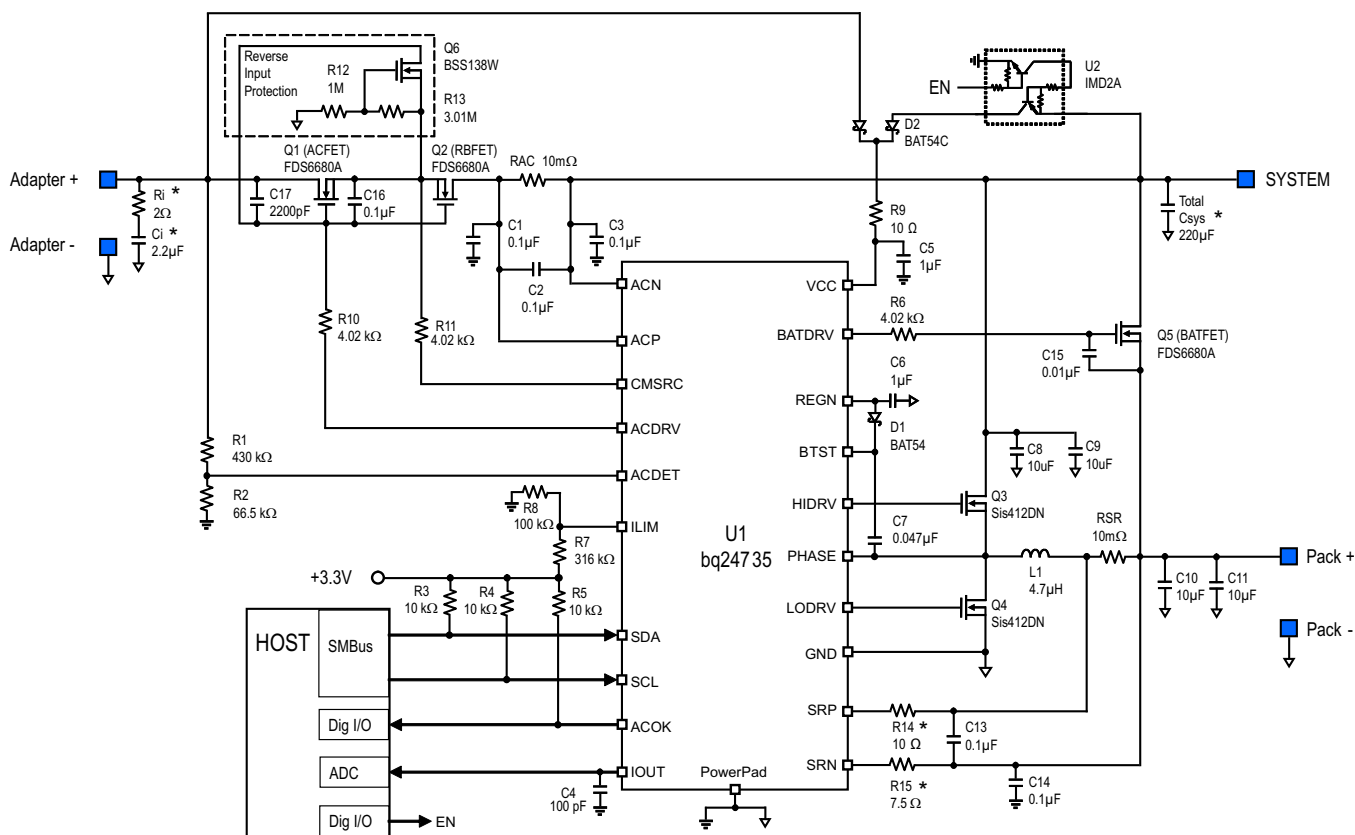 Reverse
Input
Protection
R12
1M
Q6
BSS138W
R13
3.01M
U2
IMD2A
EN
D2
BAT54C
Q1 (ACFET)
FDS6680A
Q2 (RBFET)
FDS6680A
RAC 10mΩ
Adapter +
SYSTEM
Ri *
2Ω
Ci *
2.2µF
Adapter -
C17
2200pF
C16
0.1µF
C1
0.1µF
C3
0.1µF
C2
0.1µF
R9
10 Ω
C5
1µF
Total
Csys *
220µF
R10
4.02 kΩ
R11
4.02 kΩ
R6
4.02 kΩ
Q5 (BATFET)
FDS6680A
C15
0.01µF
C6
1µF
D1
BAT54
R1
430 kΩ
R2
66.5 kΩ
R8
100 kΩ
R7
316 kΩ
C8
10uF
C9
10uF
Q3
Sis412DN
C7
0.047µF
RSR
10mΩ
L1
4.7µH
Pack +
C10
10µF
C11
10µF
Q4
Sis412DN
Pack -
ACN
ACP
CMSRC
ACDRV
ACDET
ILIM
SDA
SCL
ACOK
IOUT
U1
bq24735
PowerPad
VCC
BATDRV
REGN
BTST
HIDRV
PHASE
LODRV
GND
SRP
SRN
+3.3V
R3
10 kΩ
R4
10 kΩ
R5
10 kΩ
HOST
SMBus
Dig I/O
ADC
Dig I/O
EN
C4
100 pF
R14 *
10 Ω
C13
0.1µF
R15 *
7.5 Ω
C14
0.1µF